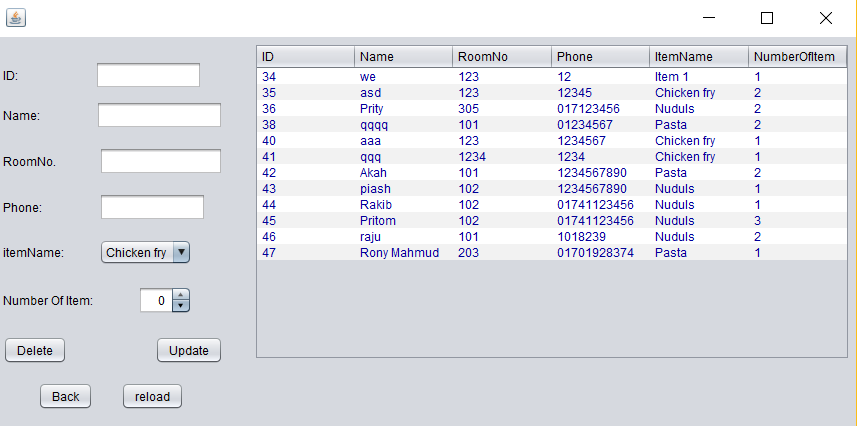 ID:
Name:
RoomNo.
Phone:
itemName: Chicken fry
Number Of Item: 0
Delete Update
Back reload
ID Name RoomNo Phone ItemName NumberOfItem
34 we 123 12 Item 1 1
35 asd 123 12345 Chicken fry 2
36 Prity 305 017123456 Nuduls 2
38 qqqq 101 01234567 Pasta 2
40 aaa 123 1234567 Chicken fry 1
41 qqq 1234 1234 Chicken fry 1
42 Akah 101 1234567890 Pasta 2
43 piash 102 1234567890 Nuduls 1
44 Rakib 102 01741123456 Nuduls 1
45 Pritom 102 01741123456 Nuduls 3
46 raju 101 1018239 Nuduls 2
47 Rony Mahmud 203 01701928374 Pasta 1